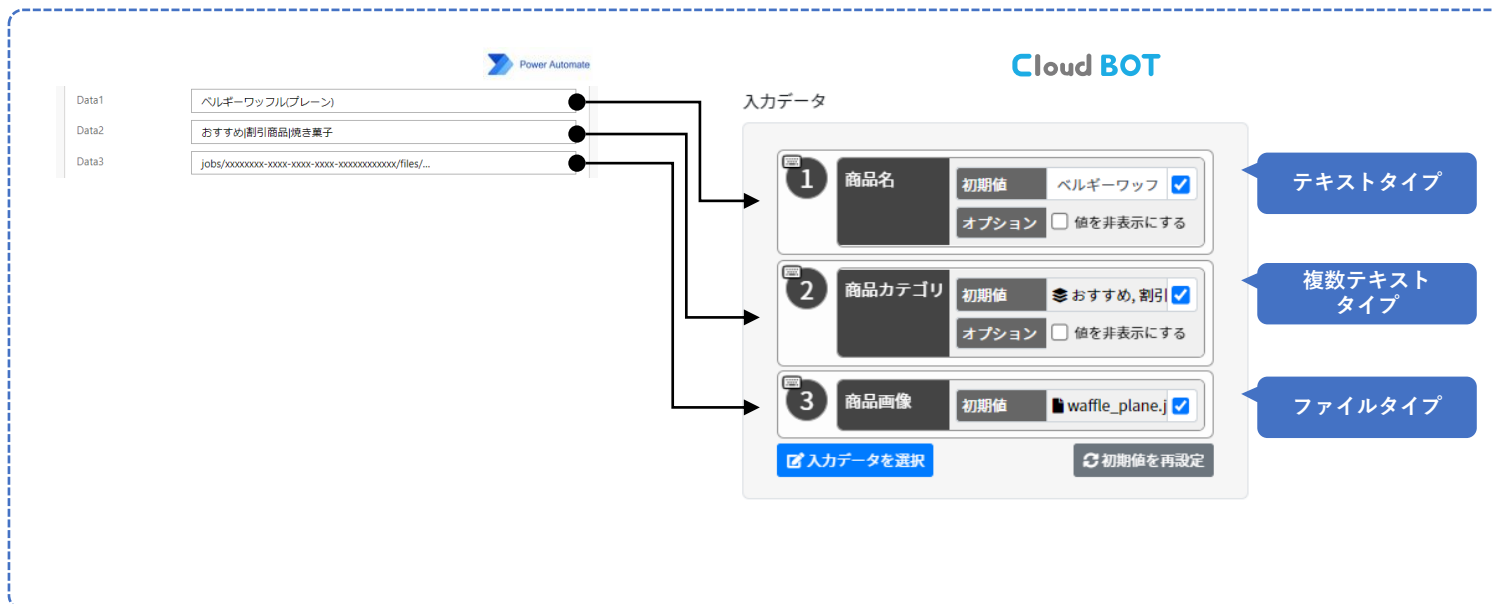 Power Automate
Data1
ベルギーワッフル(プレーン)
Data2
おすすめ|割引商品|焼き菓子
Data3
jobs/xxxxxxxx-xxxx-xxxx-xxxx-xxxxxxxxxxxx/files/...
Cloud BOT
入力データ
1
商品名
初期値
ベルギーワッフ
オプション
値を非表示にする
テキストタイプ
2
商品カテゴリ
初期値
おすすめ, 割引
オプション
値を非表示にする
複数テキスト
タイプ
3
商品画像
初期値
waffle_plane.j
ファイルタイプ
入力データを選択
初期値を再設定